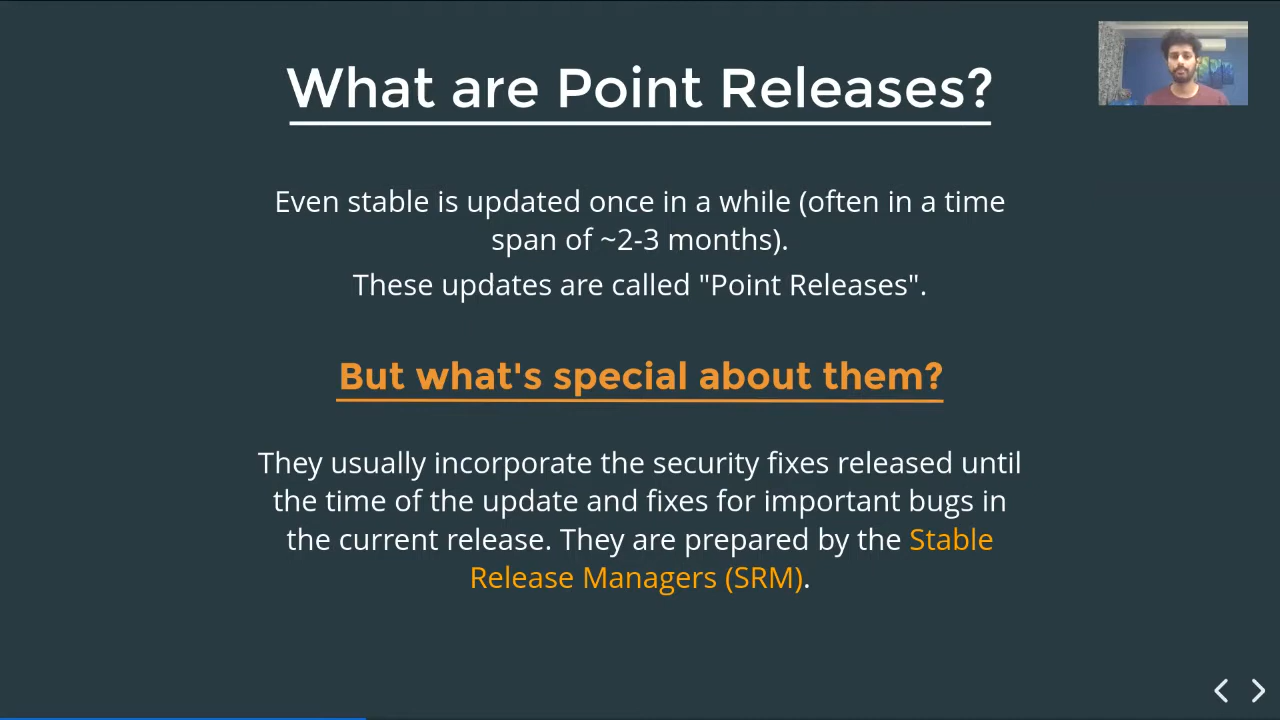 What are Point Releases?
Even stable is updated once in a while (often in a time
span of ~2-3 months).
These updates are called "Point Releases".
But what's special about them?
They usually incorporate the security fixes released until
the time of the update and fixes for important bugs in
the current release. They are prepared by the Stable
Release Managers (SRM).